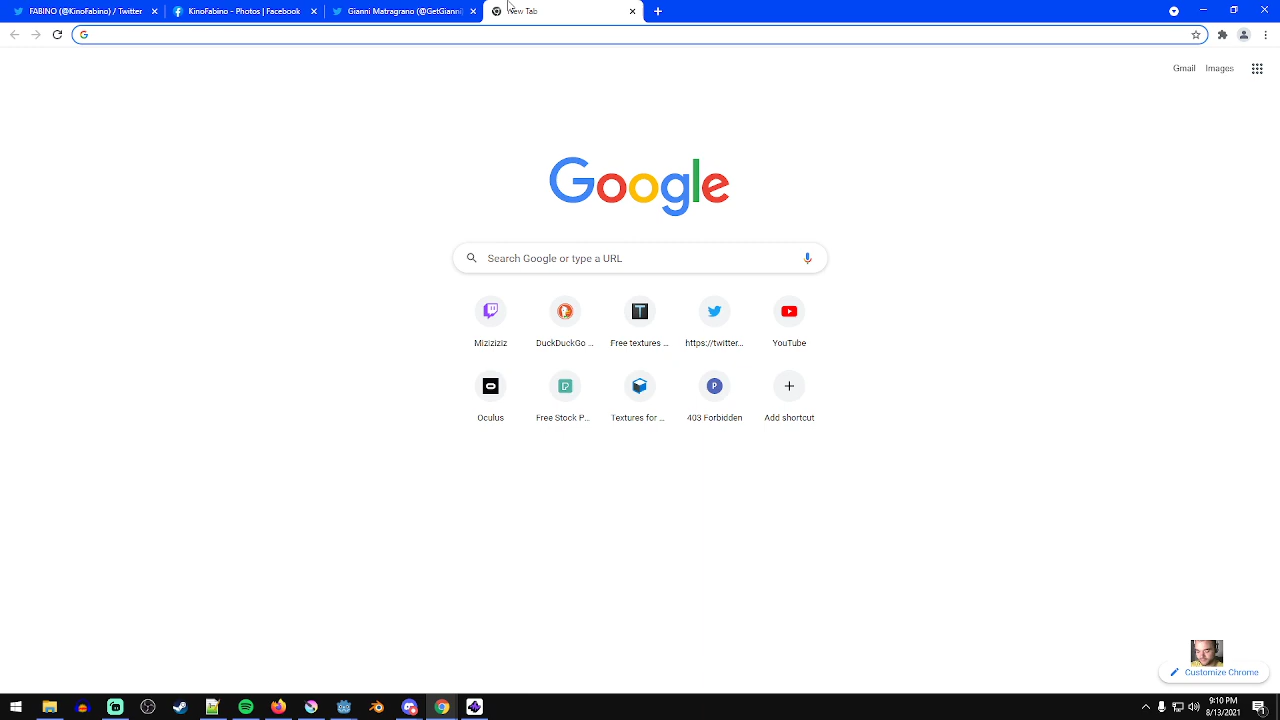 FABINO (@KinoFabino) / Twitter
KinoFabino - Photos | Facebook
Gianni Matragrano (@GetGianni)
New Tab
Gmail Images
Google
Search Google or type a URL
Miziziziz
DuckDuckGo ...
Free textures ...
https://twitter...
YouTube
Oculus
Free Stock P...
Textures for ...
403 Forbidden
Add shortcut
Customize Chrome
9:10 PM
8/13/2021